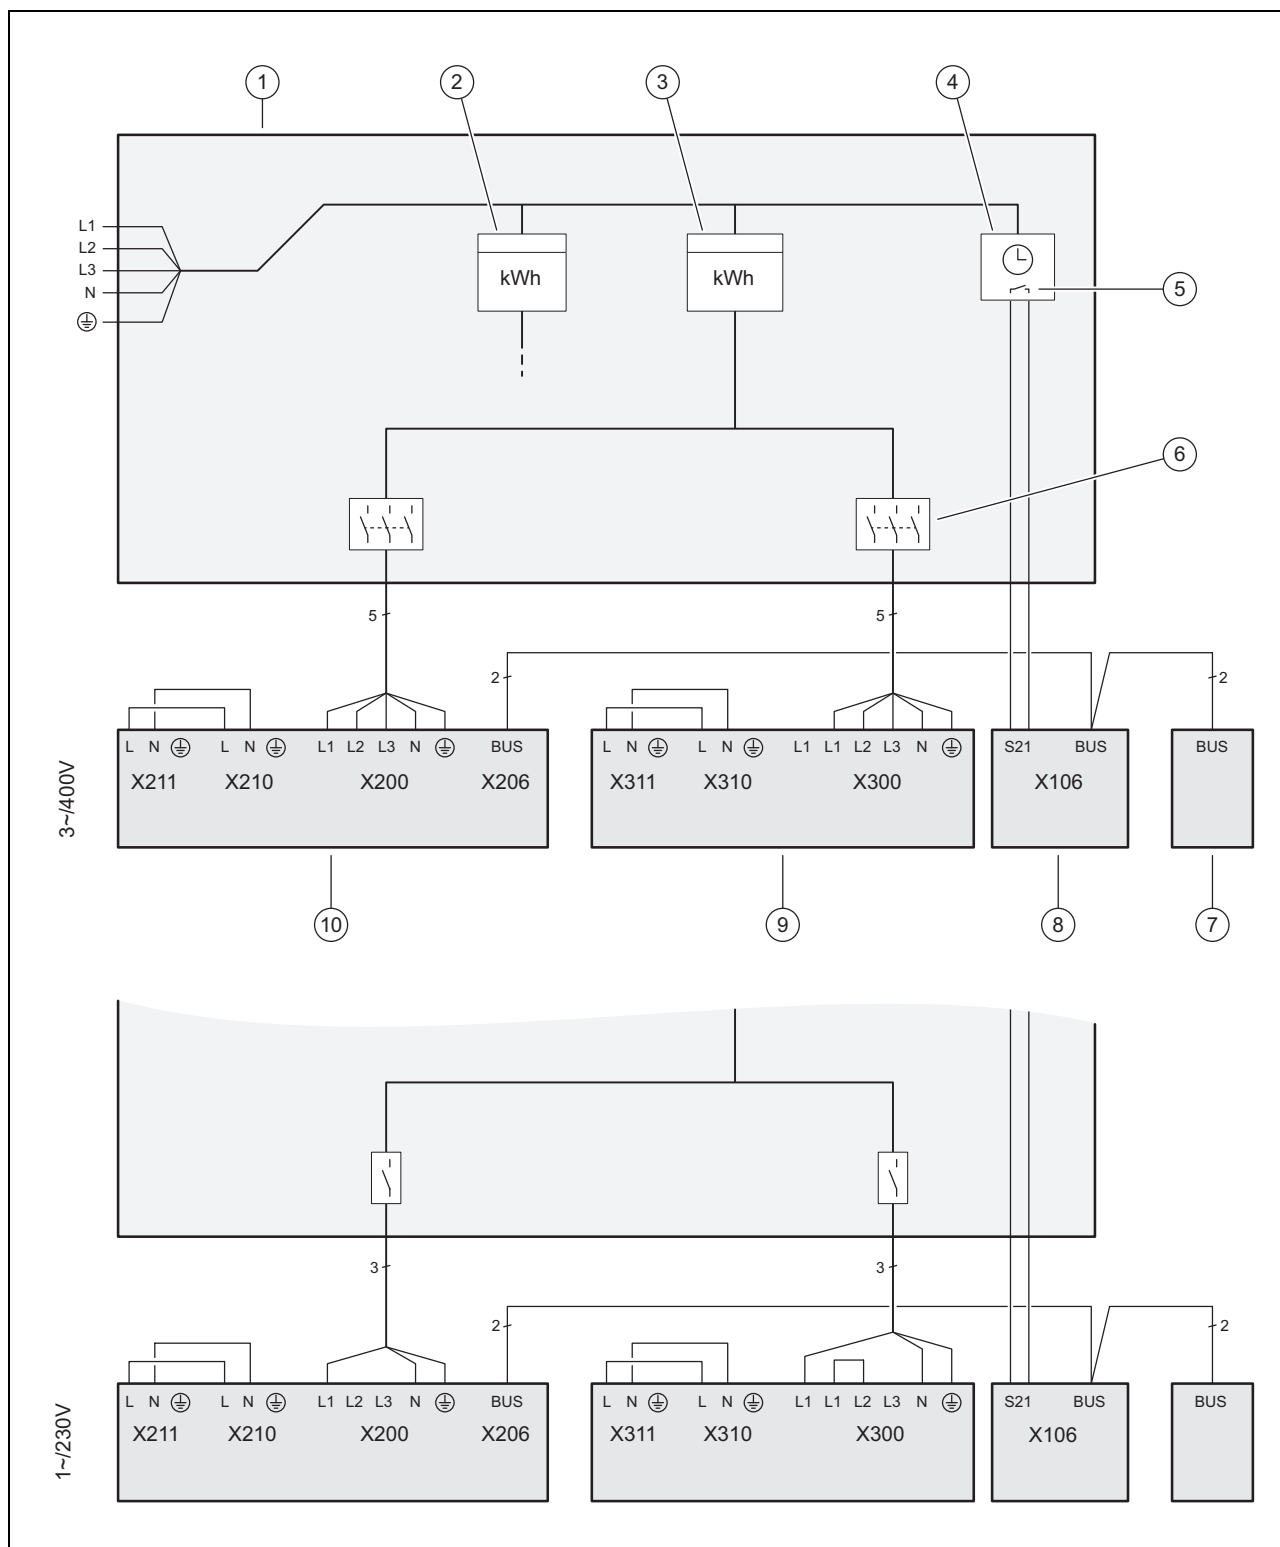 1 2 3 4
L1
L2
L3
N
kWh kWh
5
6
5 5
2 2
L N L N L1 L2 L3 N BUS L N L N L1 L1 L2 L3 N S21 BUS BUS
X211 X210 X200 X206 X311 X310 X300 X106
3~/400V
10 9 8 7
3 3
2 2
L N L N L1 L2 L3 N BUS L N L N L1 L1 L2 L3 N S21 BUS BUS
X211 X210 X200 X206 X311 X310 X300 X106
1~/230V